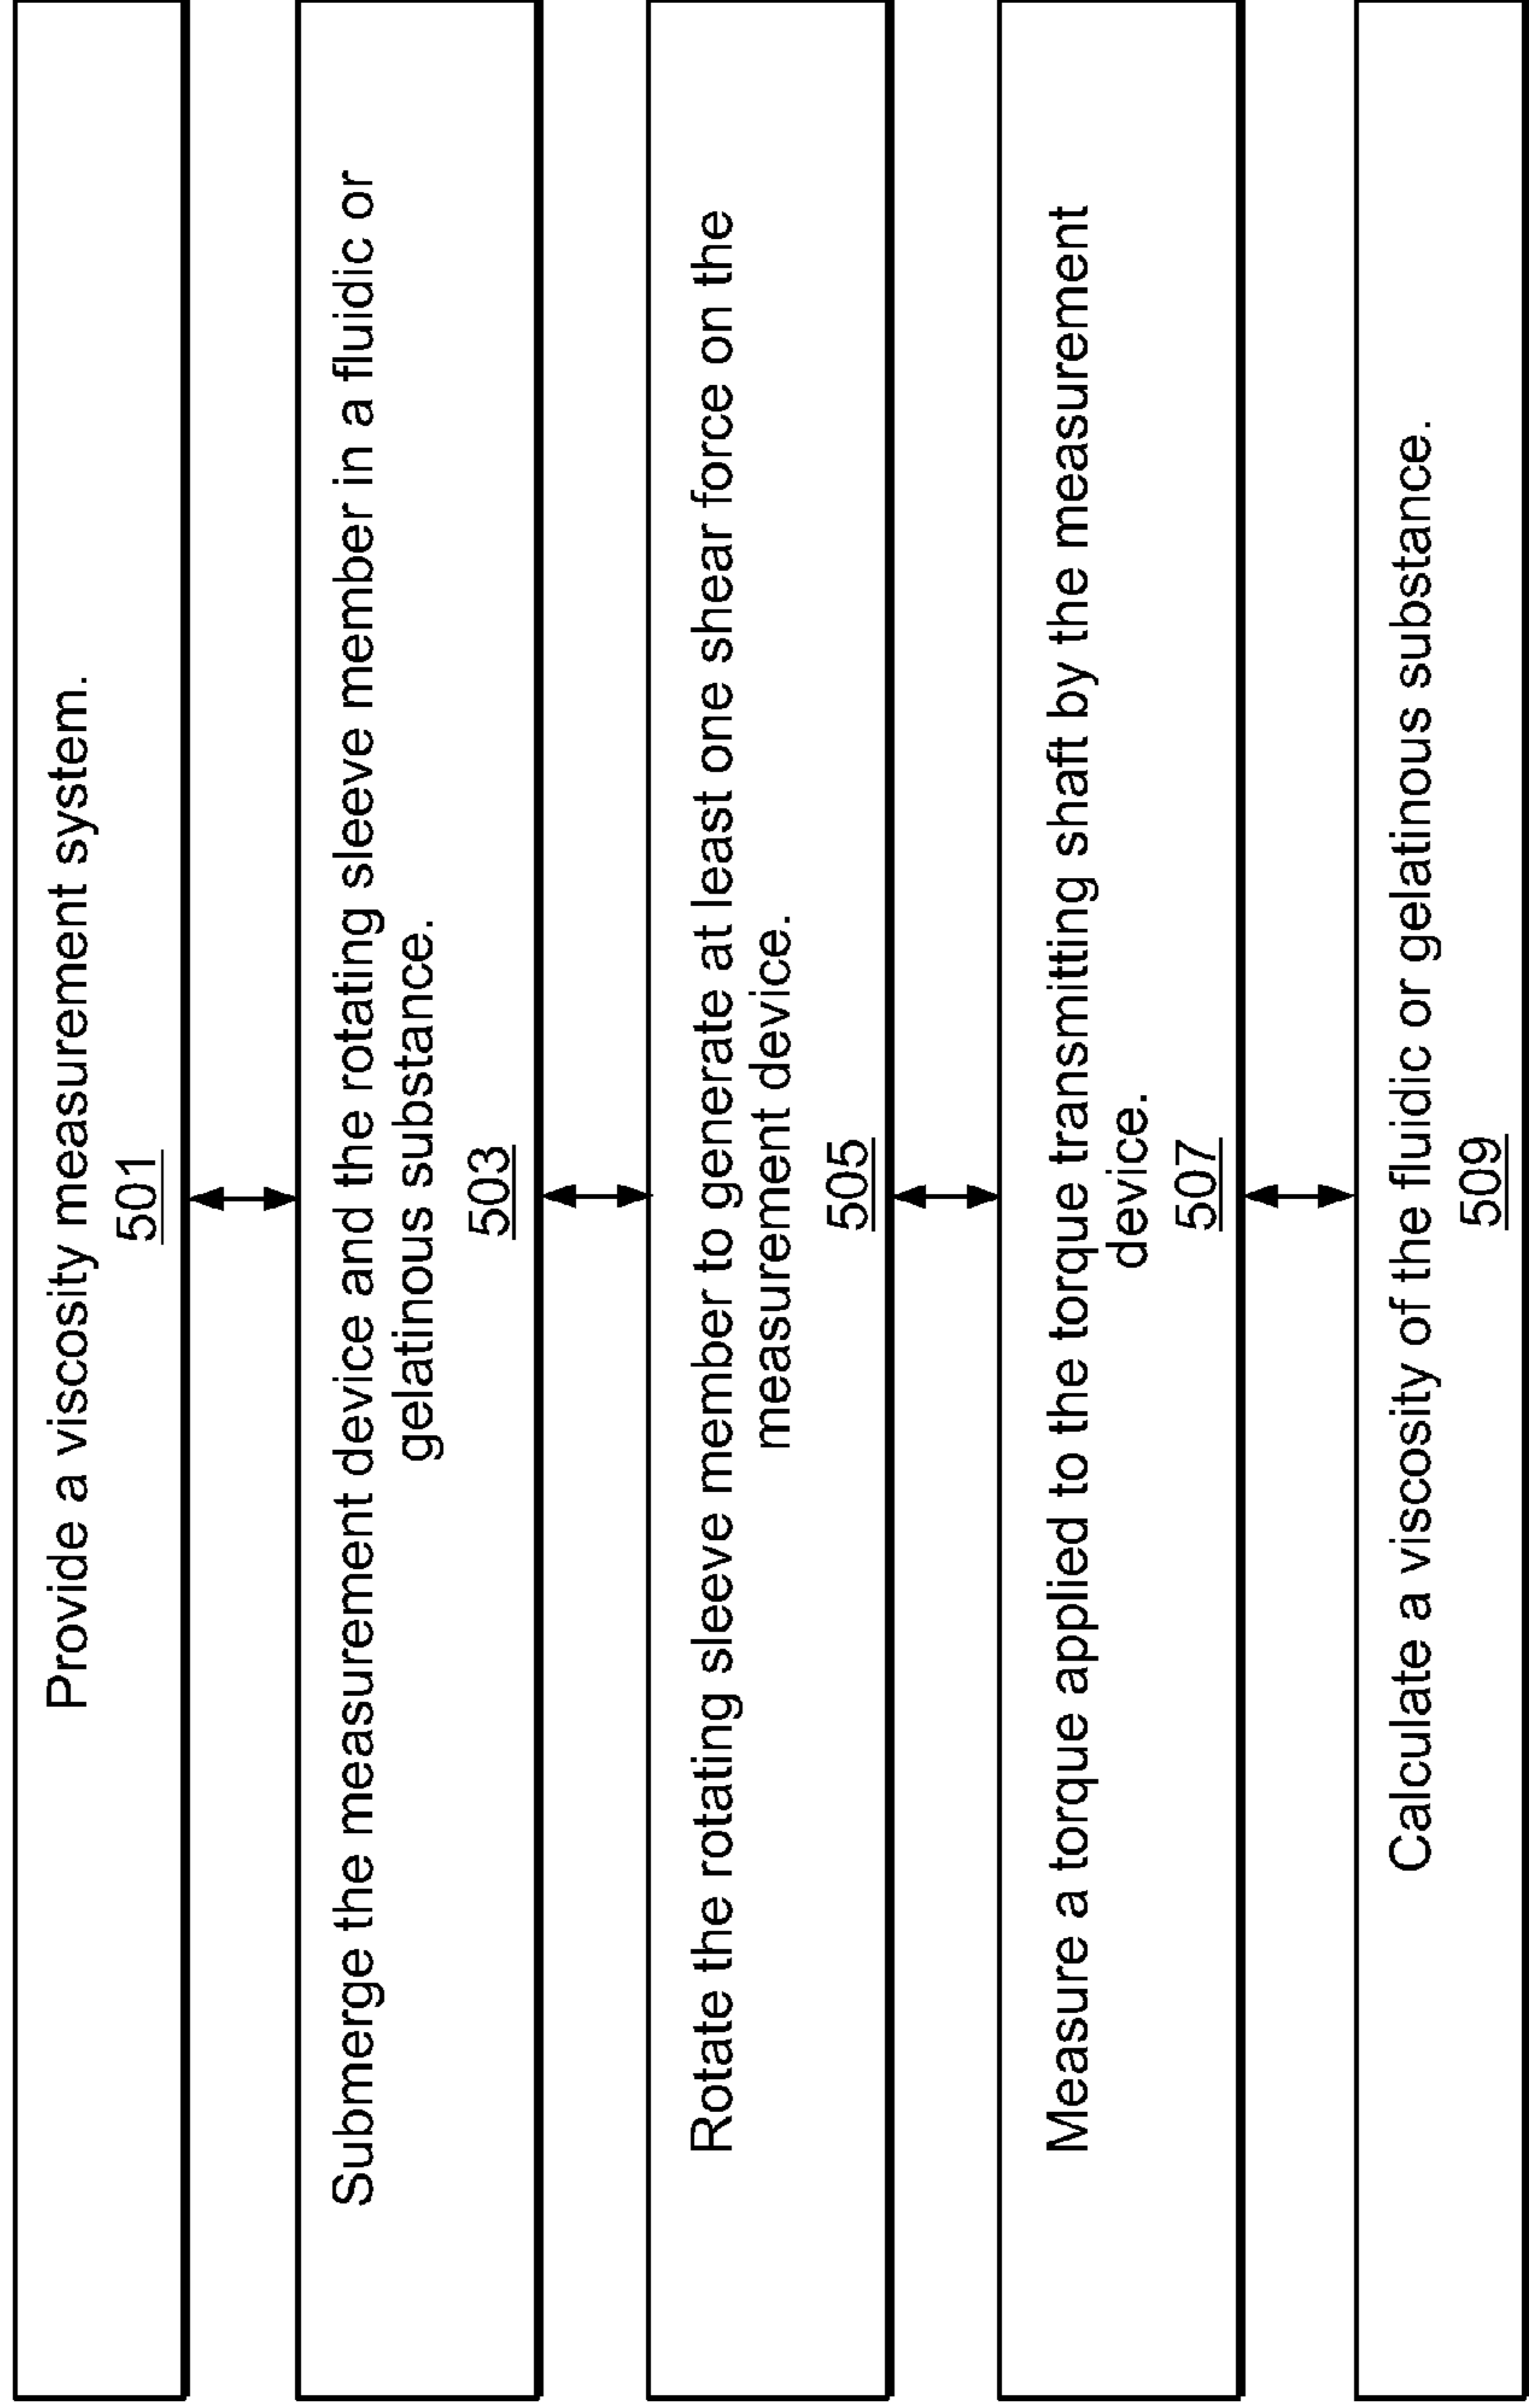 Provide a viscosity measurement system.
501
Submerge the measurement device and the rotating sleeve member in a fluidic or
gelatinous substance.
503
Rotate the rotating sleeve member to generate at least one shear force on the
measurement device.
505
Measure a torque applied to the torque transmitting shaft by the measurement
device.
507
Calculate a viscosity of the fluidic or gelatinous substance.
509